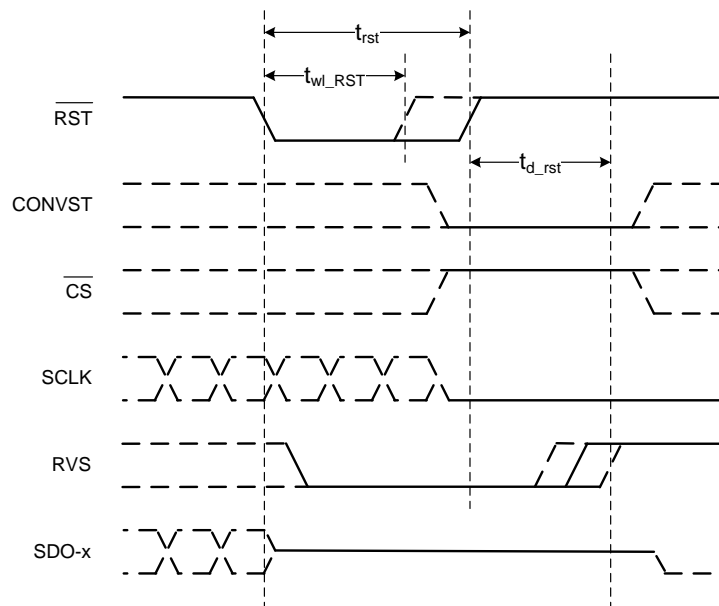 t_rst
t_wl_RST
RST
t_d_rst
CONVST
CS
SCLK
RVS
SDO-x